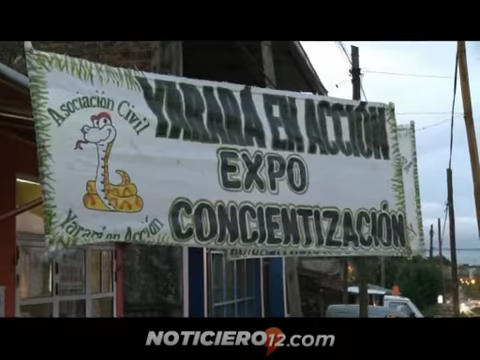 Asociación Civil
Yarará en Acción
YARARÁ EN ACCIÓN
EXPO
CONCIENTIZACIÓN
NOTICIERO12.com